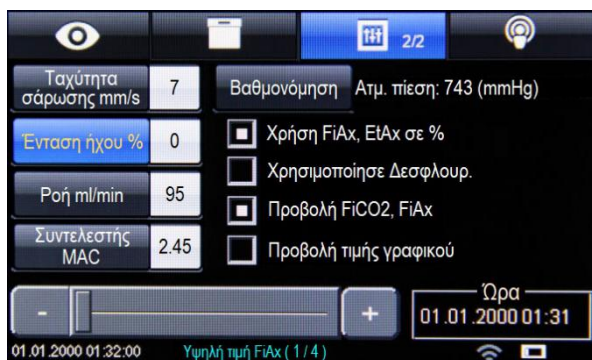 2/2
Ταχύτητα
σάρωσης mm/s
7
Βαθμονόμηση
Ατμ. πίεση: 743 (mmHg)
Ένταση ήχου %
0
Χρήση FiAx, EtAx σε %
Χρησιμοποίησε Δεσφλουρ.
Ροή ml/min
95
Προβολή FiCO2, FiAx
Συντελεστής
MAC
2.45
Προβολή τιμής γραφικού
-
+
Ώρα
01.01.2000 01:31
01.01.2000 01:32:00
Υψηλή τιμή FiAx ( 1 / 4 )